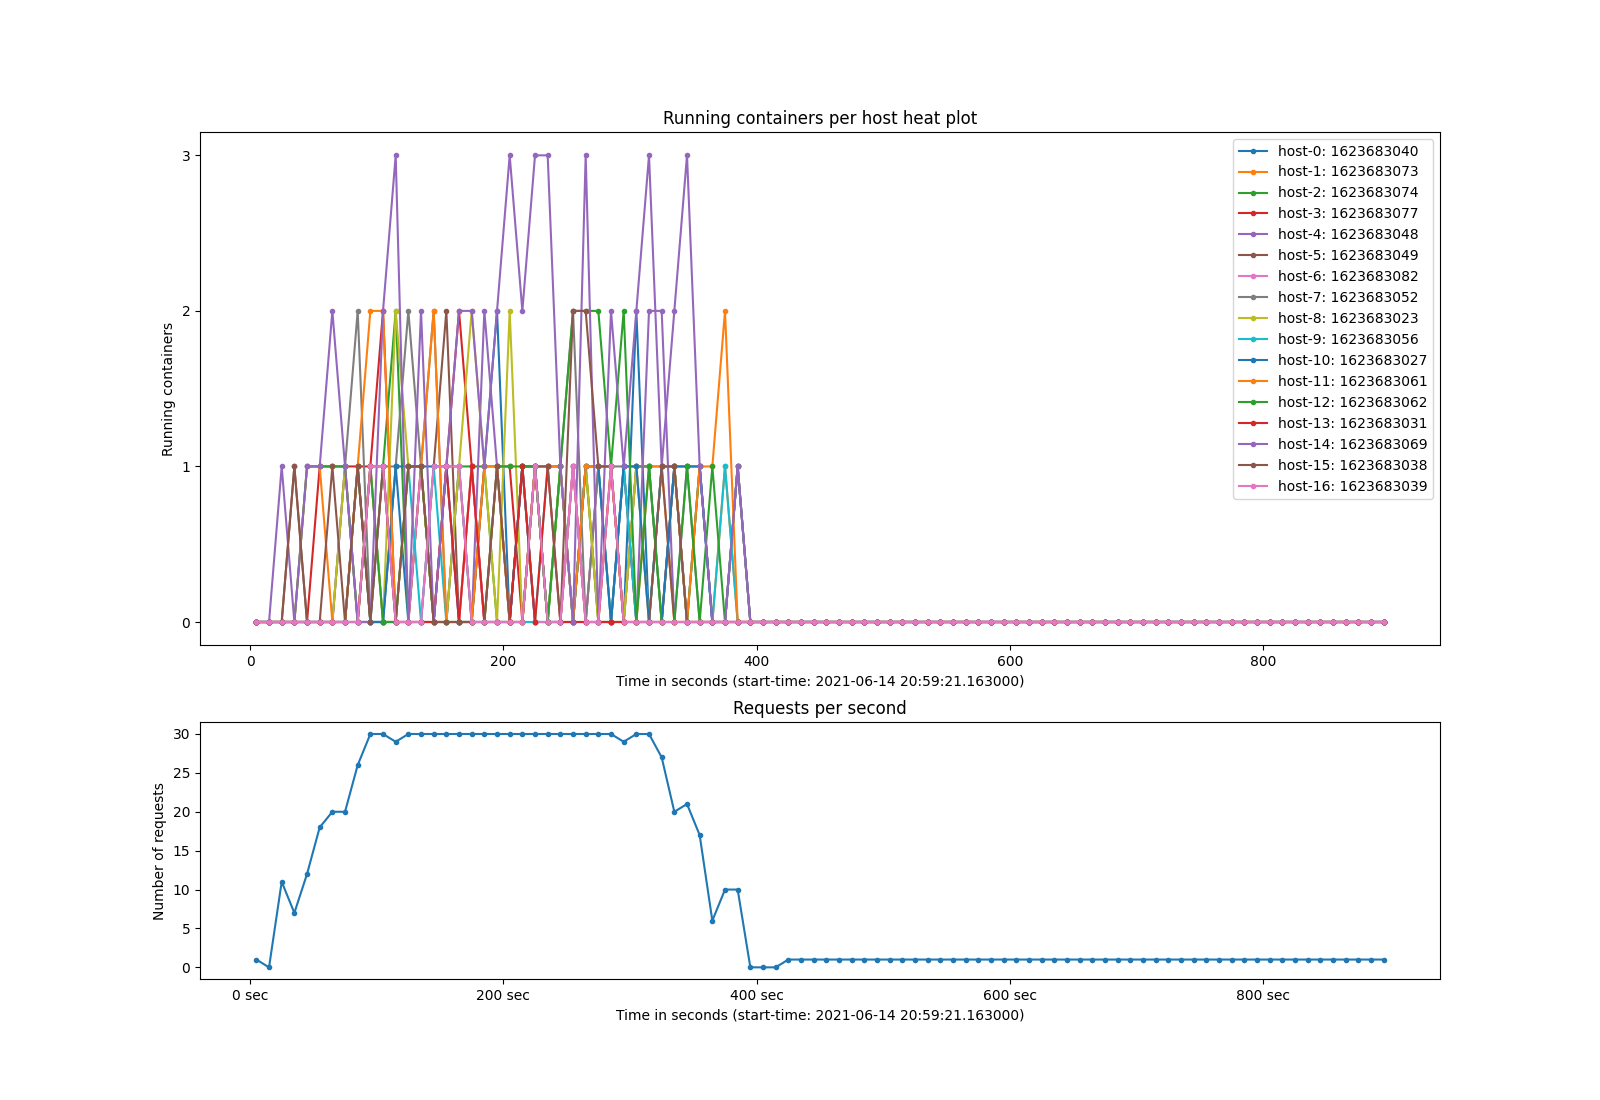 Running containers per host heat plot
Running containers
3
2
1
0
host-0: 1623683040
host-1: 1623683073
host-2: 1623683074
host-3: 1623683077
host-4: 1623683048
host-5: 1623683049
host-6: 1623683082
host-7: 1623683052
host-8: 1623683023
host-9: 1623683056
host-10: 1623683027
host-11: 1623683061
host-12: 1623683062
host-13: 1623683031
host-14: 1623683069
host-15: 1623683038
host-16: 1623683039
0 200 400 600 800
Time in seconds (start-time: 2021-06-14 20:59:21.163000)
Requests per second
Number of requests
30
25
20
15
10
5
0
0 sec 200 sec 400 sec 600 sec 800 sec
Time in seconds (start-time: 2021-06-14 20:59:21.163000)